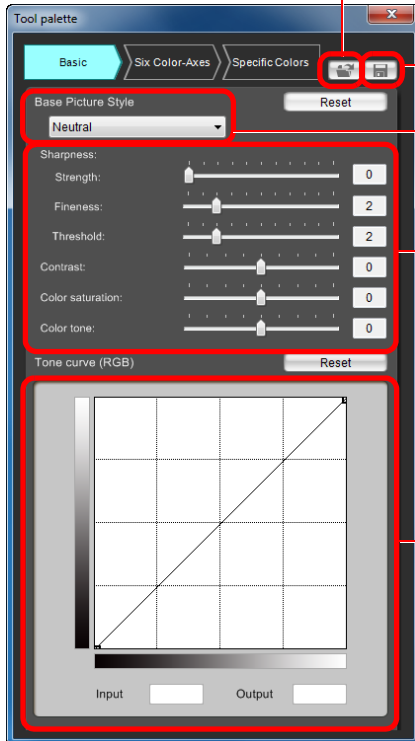 Tool palette
Basic Six Color-Axes Specific Colors
Base Picture Style Reset
Neutral
Sharpness:
Strength: 0
Fineness: 2
Threshold: 2
Contrast: 0
Color saturation: 0
Color tone: 0
Tone curve (RGB) Reset
Input Output